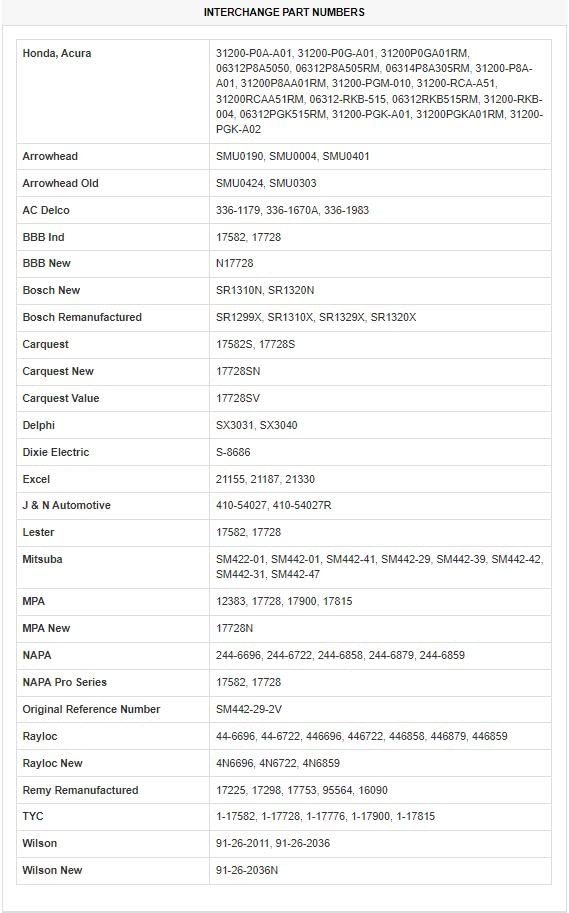 INTERCHANGE PART NUMBERS
Honda, Acura
31200-P0A-A01, 31200-P0G-A01, 31200P0GA01RM,
06312P8A5050, 06312P8A505RM, 06314P8A305RM, 31200-P8A-
A01, 31200P8AA01RM, 31200-PGM-010, 31200-RCA-A51,
31200RCAA51RM, 06312-RKB-515, 06312RKB515RM, 31200-RKB-
004, 06312PGK515RM, 31200-PGK-A01, 31200PGKA01RM, 31200-
PGK-A02
Arrowhead SMU0190, SMU0004, SMU0401
Arrowhead Old SMU0424, SMU0303
AC Delco 336-1179, 336-1670A, 336-1983
BBB Ind 17582, 17728
BBB New N17728
Bosch New SR1310N, SR1320N
Bosch Remanufactured SR1299X, SR1310X, SR1329X, SR1320X
Carquest 17582S, 17728S
Carquest New 17728SN
Carquest Value 17728SV
Delphi SX3031, SX3040
Dixie Electric S-8686
Excel 21155, 21187, 21330
J & N Automotive 410-54027, 410-54027R
Lester 17582, 17728
Mitsuba SM422-01, SM442-01, SM442-41, SM442-29, SM442-39, SM442-42,
SM442-31, SM442-47
MPA 12383, 17728, 17900, 17815
MPA New 17728N
NAPA 244-6696, 244-6722, 244-6858, 244-6879, 244-6859
NAPA Pro Series 17582, 17728
Original Reference Number SM442-29-2V
Rayloc 44-6696, 44-6722, 446696, 446722, 446858, 446879, 446859
Rayloc New 4N6696, 4N6722, 4N6859
Remy Remanufactured 17225, 17298, 17753, 95564, 16090
TYC 1-17582, 1-17728, 1-17776, 1-17900, 1-17815
Wilson 91-26-2011, 91-26-2036
Wilson New 91-26-2036N